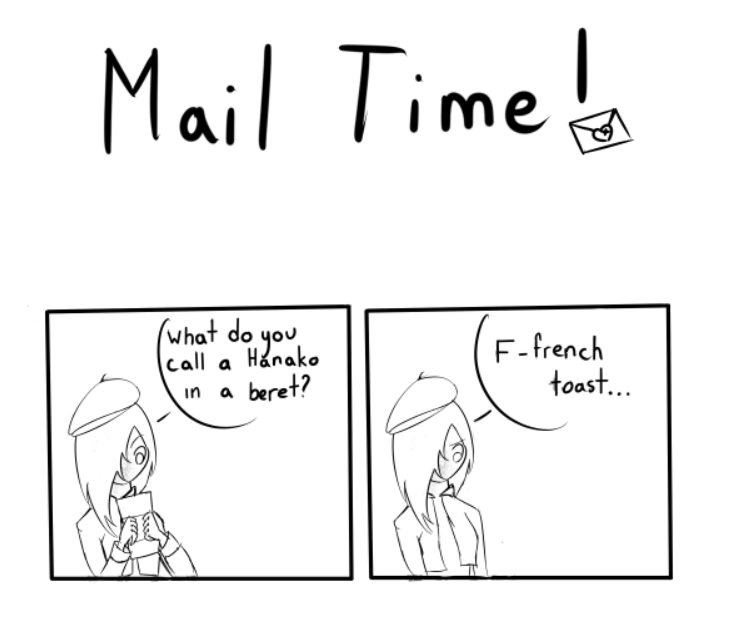 Mail Time!
What do you
call a Hanako
in a beret?
F-french
toast...